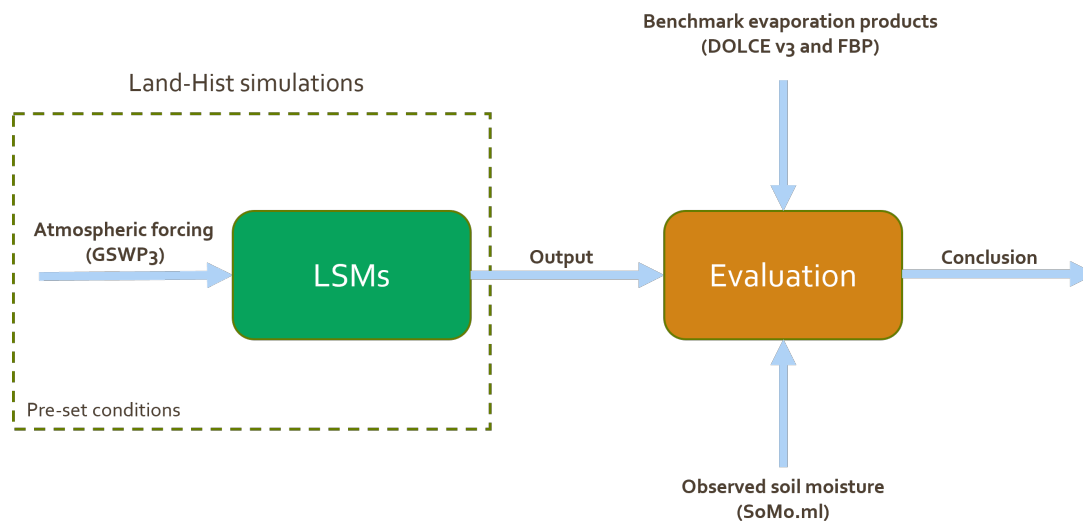 Benchmark evaporation products
(DOLCE v3 and FBP)
Land-Hist simulations
Atmospheric forcing
(GSWP3)
LSMs
Output
Evaluation
Conclusion
Pre-set conditions
Observed soil moisture
(SoMo.ml)